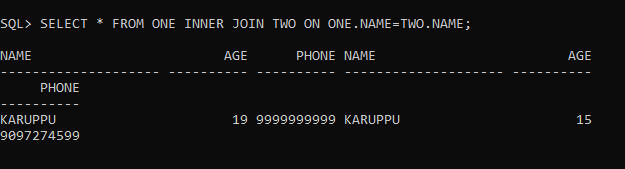 SQL> SELECT * FROM ONE INNER JOIN TWO ON ONE.NAME=TWO.NAME;
NAME                        AGE      PHONE NAME                        AGE
-------------------- ---------- ---------- -------------------- ----------
     PHONE
----------
KARUPPU                      19 9999999999 KARUPPU                      15
9097274599